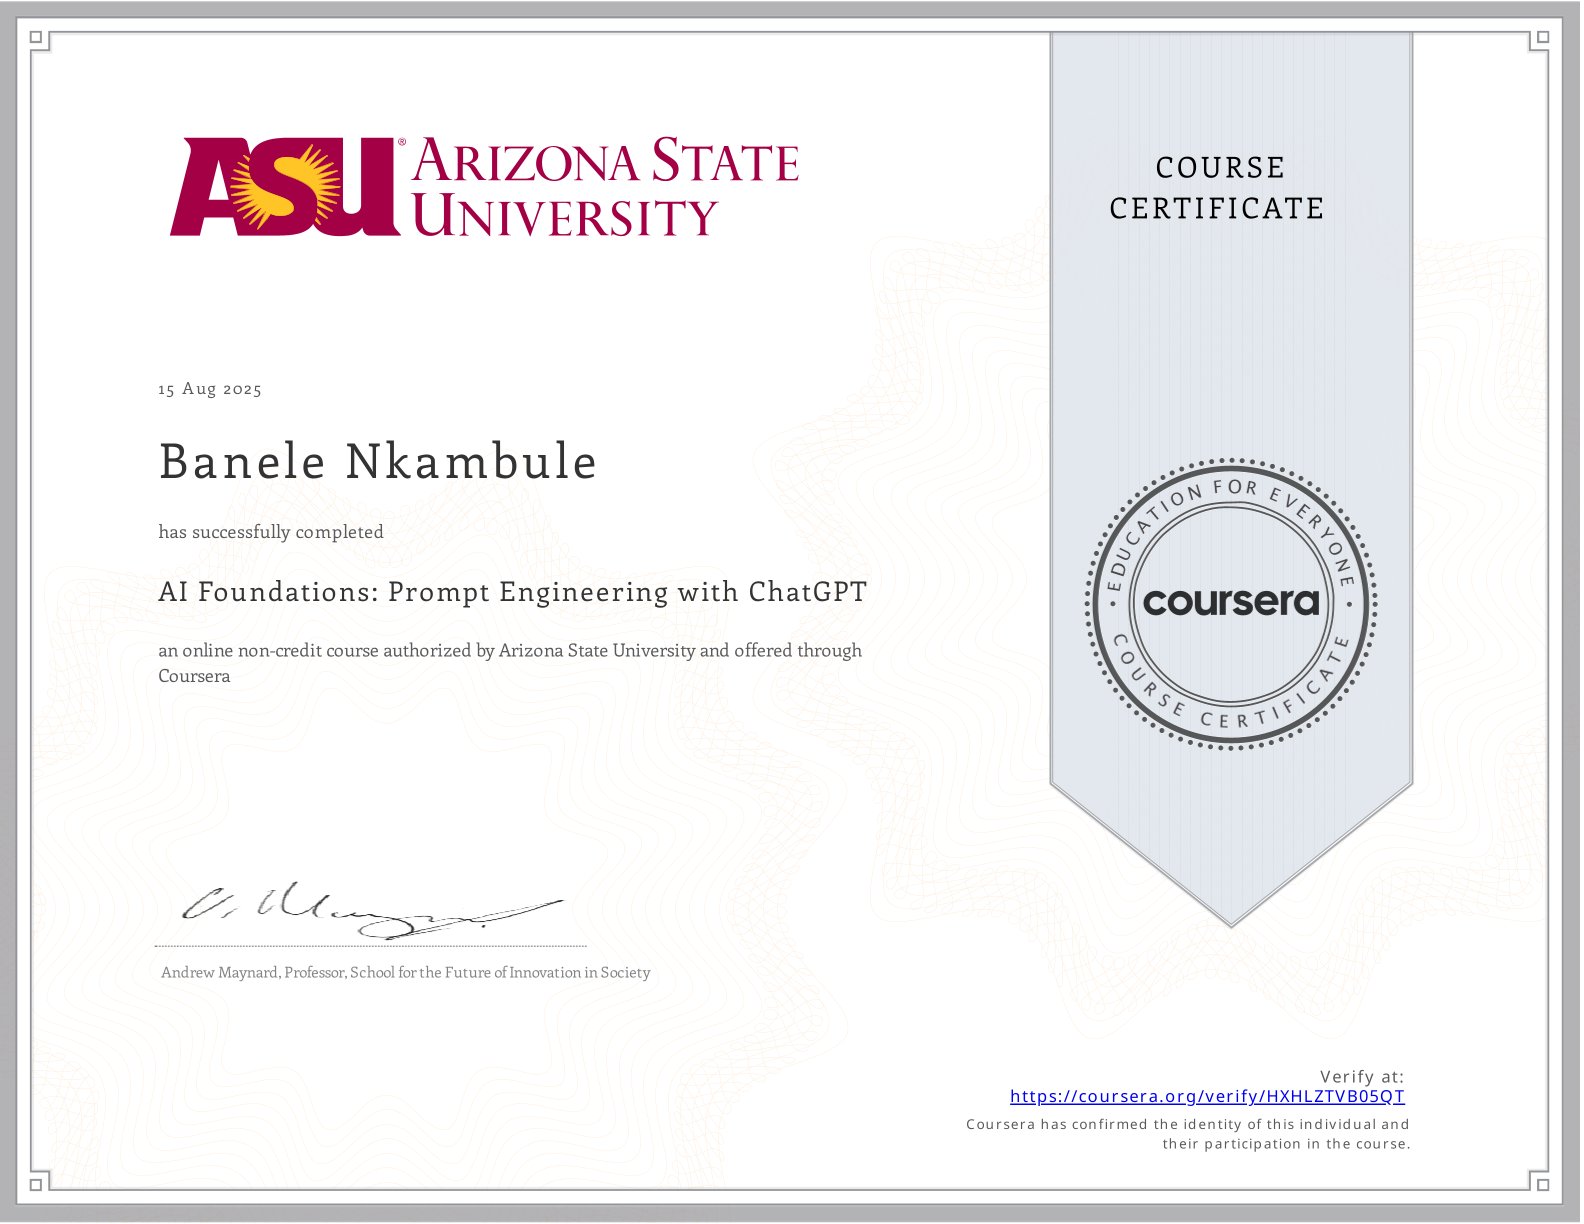 ASU® ARIZONA STATE
UNIVERSITY
COURSE
CERTIFICATE
15 Aug 2025
Banele Nkambule
has successfully completed
AI Foundations: Prompt Engineering with ChatGPT
an online non-credit course authorized by Arizona State University and offered through
Coursera
EDUCATION FOR EVERYONE
coursera
COURSE CERTIFICATE
Andrew Maynard, Professor, School for the Future of Innovation in Society
Verify at:
https://coursera.org/verify/HXHLZTVB05QT
Coursera has confirmed the identity of this individual and
their participation in the course.